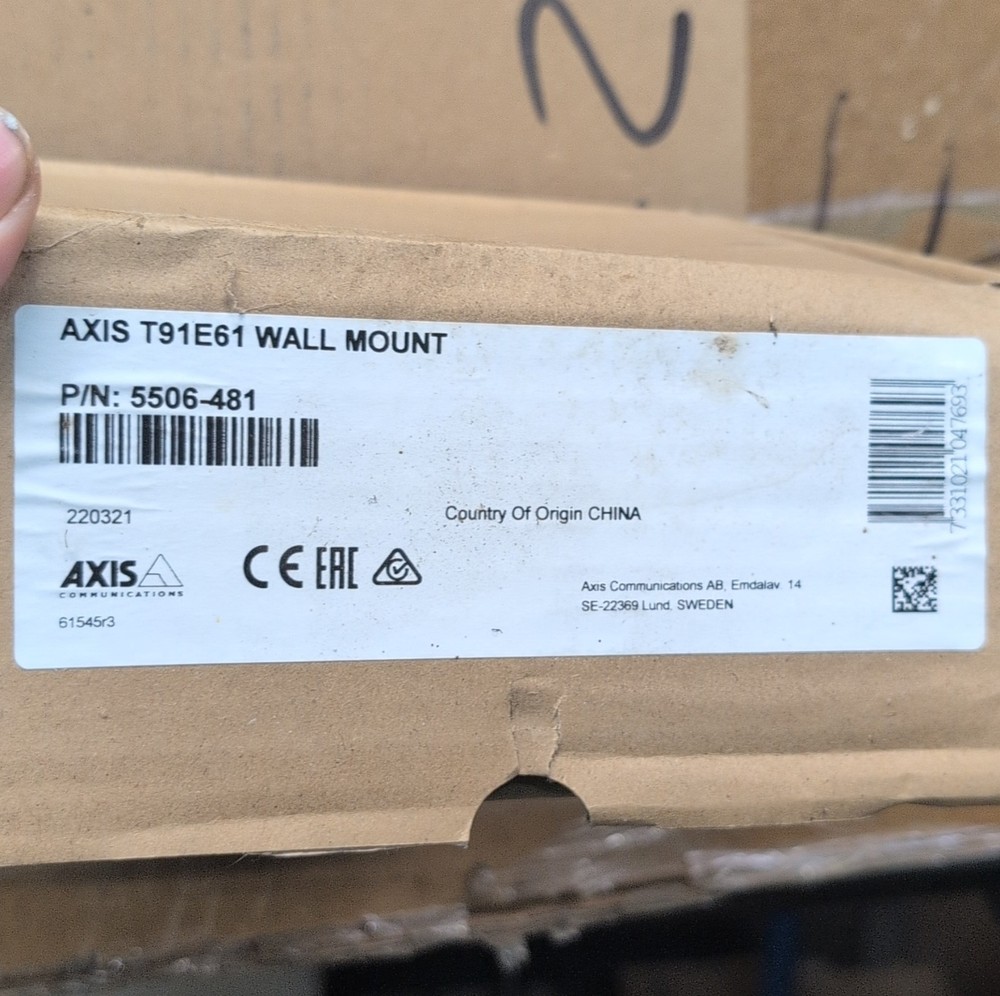 2
AXIS T91E61 WALL MOUNT
P/N: 5506-481
7331021047693
220321
Country Of Origin CHINA
AXIS
COMMUNICATIONS
CE EAC
Axis Communications AB, Emdalav. 14
SE-22369 Lund, SWEDEN
61545r3